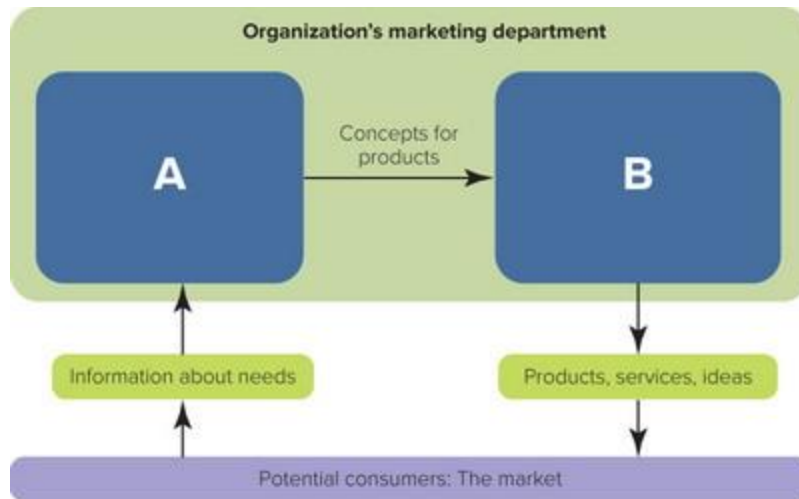 Organization's marketing department
A
Concepts for
products
B
Information about needs
Products, services, ideas
Potential consumers: The market